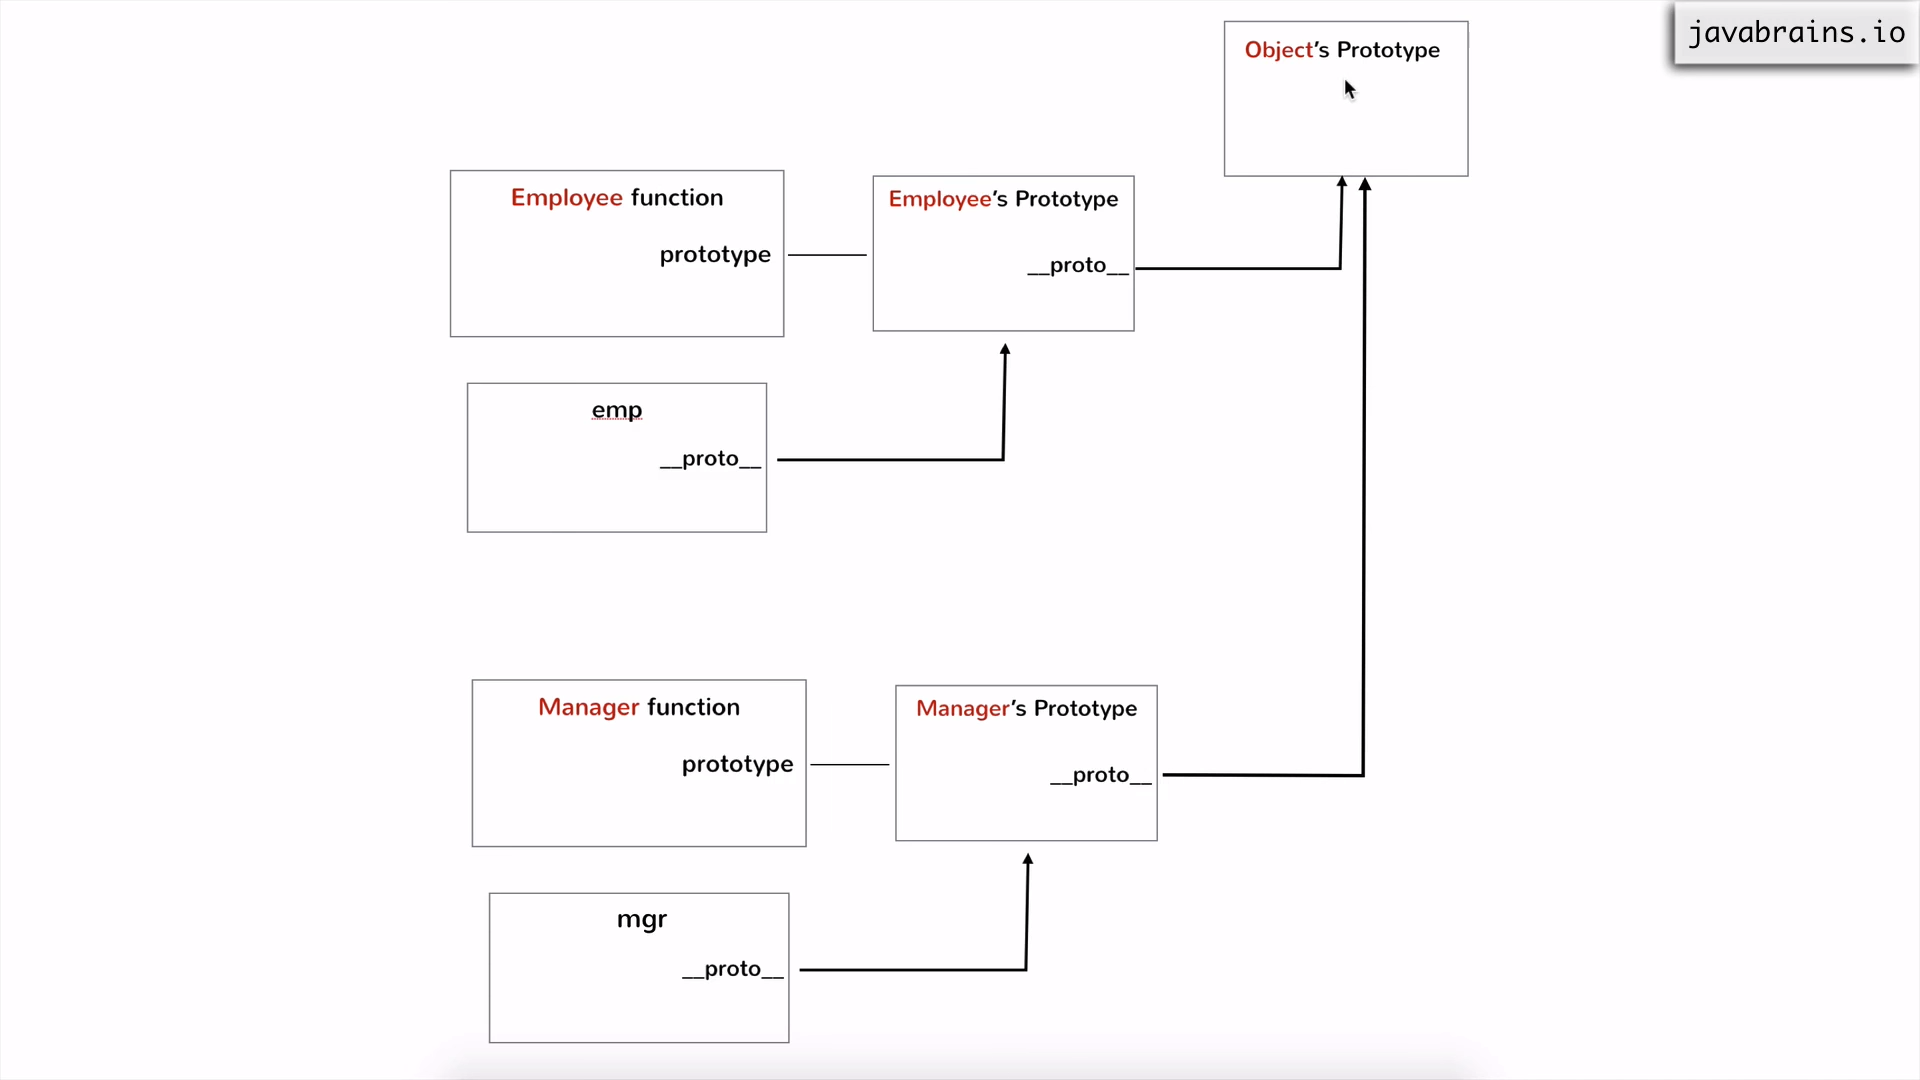 javabrains.io
Object's Prototype
Employee function
prototype
Employee's Prototype
__proto__
emp
__proto__
Manager function
prototype
Manager's Prototype
__proto__
mgr
__proto__